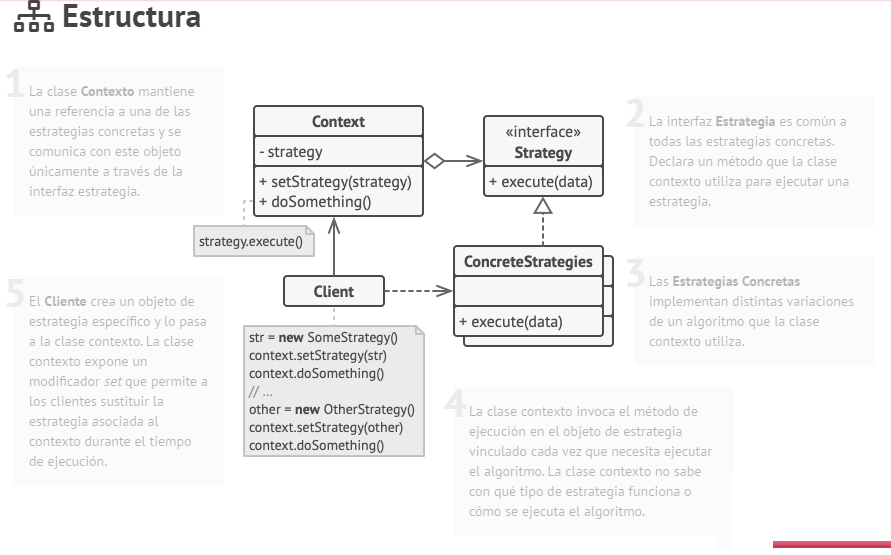 Estructura
1
La clase Contexto mantiene
una referencia a una de las
estrategias concretas y se
comunica con este objeto
únicamente a través de la
interfaz estrategia.
Context
- strategy
+ setStrategy(strategy)
+ doSomething()
strategy.execute()
«interface»
Strategy
+ execute(data)
2
La interfaz Estrategia es común a
todas las estrategias concretas.
Declara un método que la clase
contexto utiliza para ejecutar una
estrategia.
ConcreteStrategies
+ execute(data)
3
Las Estrategias Concretas
implementan distintas variaciones
de un algoritmo que la clase
contexto utiliza.
Client
str = new SomeStrategy()
context.setStrategy(str)
context.doSomething()
// ...
other = new OtherStrategy()
context.setStrategy(other)
context.doSomething()
5
El Cliente crea un objeto de
estrategia específico y lo pasa
a la clase contexto. La clase
contexto expone un
modificador set que permite a
los clientes sustituir la
estrategia asociada al
contexto durante el tiempo
de ejecución.
4
La clase contexto invoca el método de
ejecución en el objeto de estrategia
vinculado cada vez que necesita ejecutar
el algoritmo. La clase contexto no sabe
con qué tipo de estrategia funciona o
cómo se ejecuta el algoritmo.